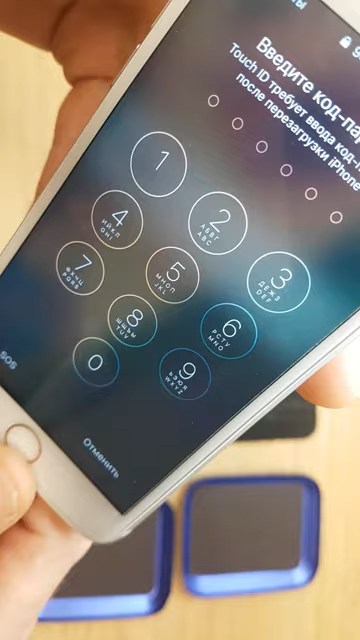 Введите код-пар
Touch ID требует ввода код-п
после перезагрузки iPhone
1
2
АБВГ
ABC
3
ДЕЖЗ
DEF
4
ИЙКЛ
GHI
5
МНОП
JKL
6
РСТУ
MNO
7
ФХЦЧ
PQRS
8
ШЩЪЫ
TUV
9
ЬЭЮЯ
WXYZ
0
SOS
Отменить